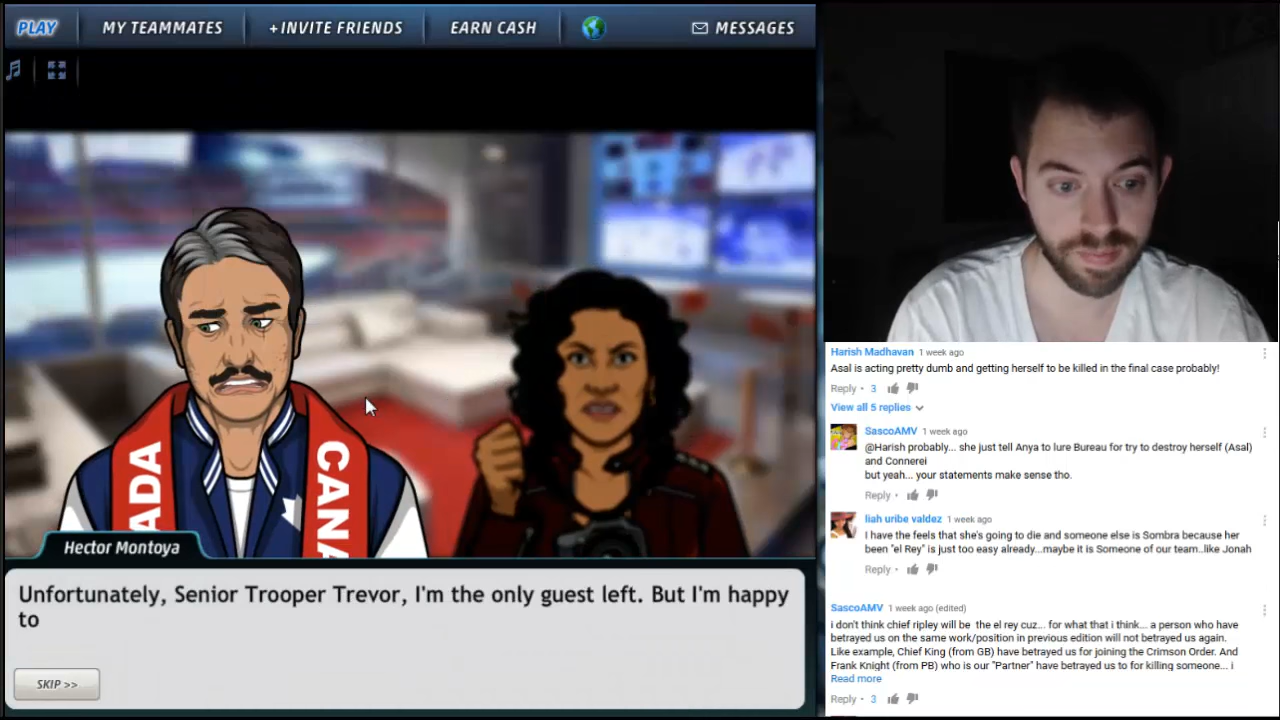 PLAY
MY TEAMMATES
+INVITE FRIENDS
EARN CASH
MESSAGES
ADA
CANA
Hector Montoya
Unfortunately, Senior Trooper Trevor, I'm the only guest left. But I'm happy
to
SKIP >>
Harish Madhavan 1 week ago
Asal is acting pretty dumb and getting herself to be killed in the final case probably!
Reply • 3
View all 5 replies
SascoAMV 1 week ago
@Harish probably... she just tell Anya to lure Bureau for try to destroy herself (Asal)
and Connerei
but yeah... your statements make sense tho.
Reply •
liah uribe valdez 1 week ago
I have the feels that she's going to die and someone else is Sombra because her
been "el Rey" is just too easy already...maybe it is Someone of our team..like Jonah
Reply •
SascoAMV 1 week ago (edited)
i don't think chief ripley will be the el rey cuz... for what that i think... a person who have
betrayed us on the same work/position in previous edition will not betrayed us again.
Like example, Chief King (from GB) have betrayed us for joining the Crimson Order. And
Frank Knight (from PB) who is our "Partner" have betrayed us to for killing someone... i
Read more
Reply • 3